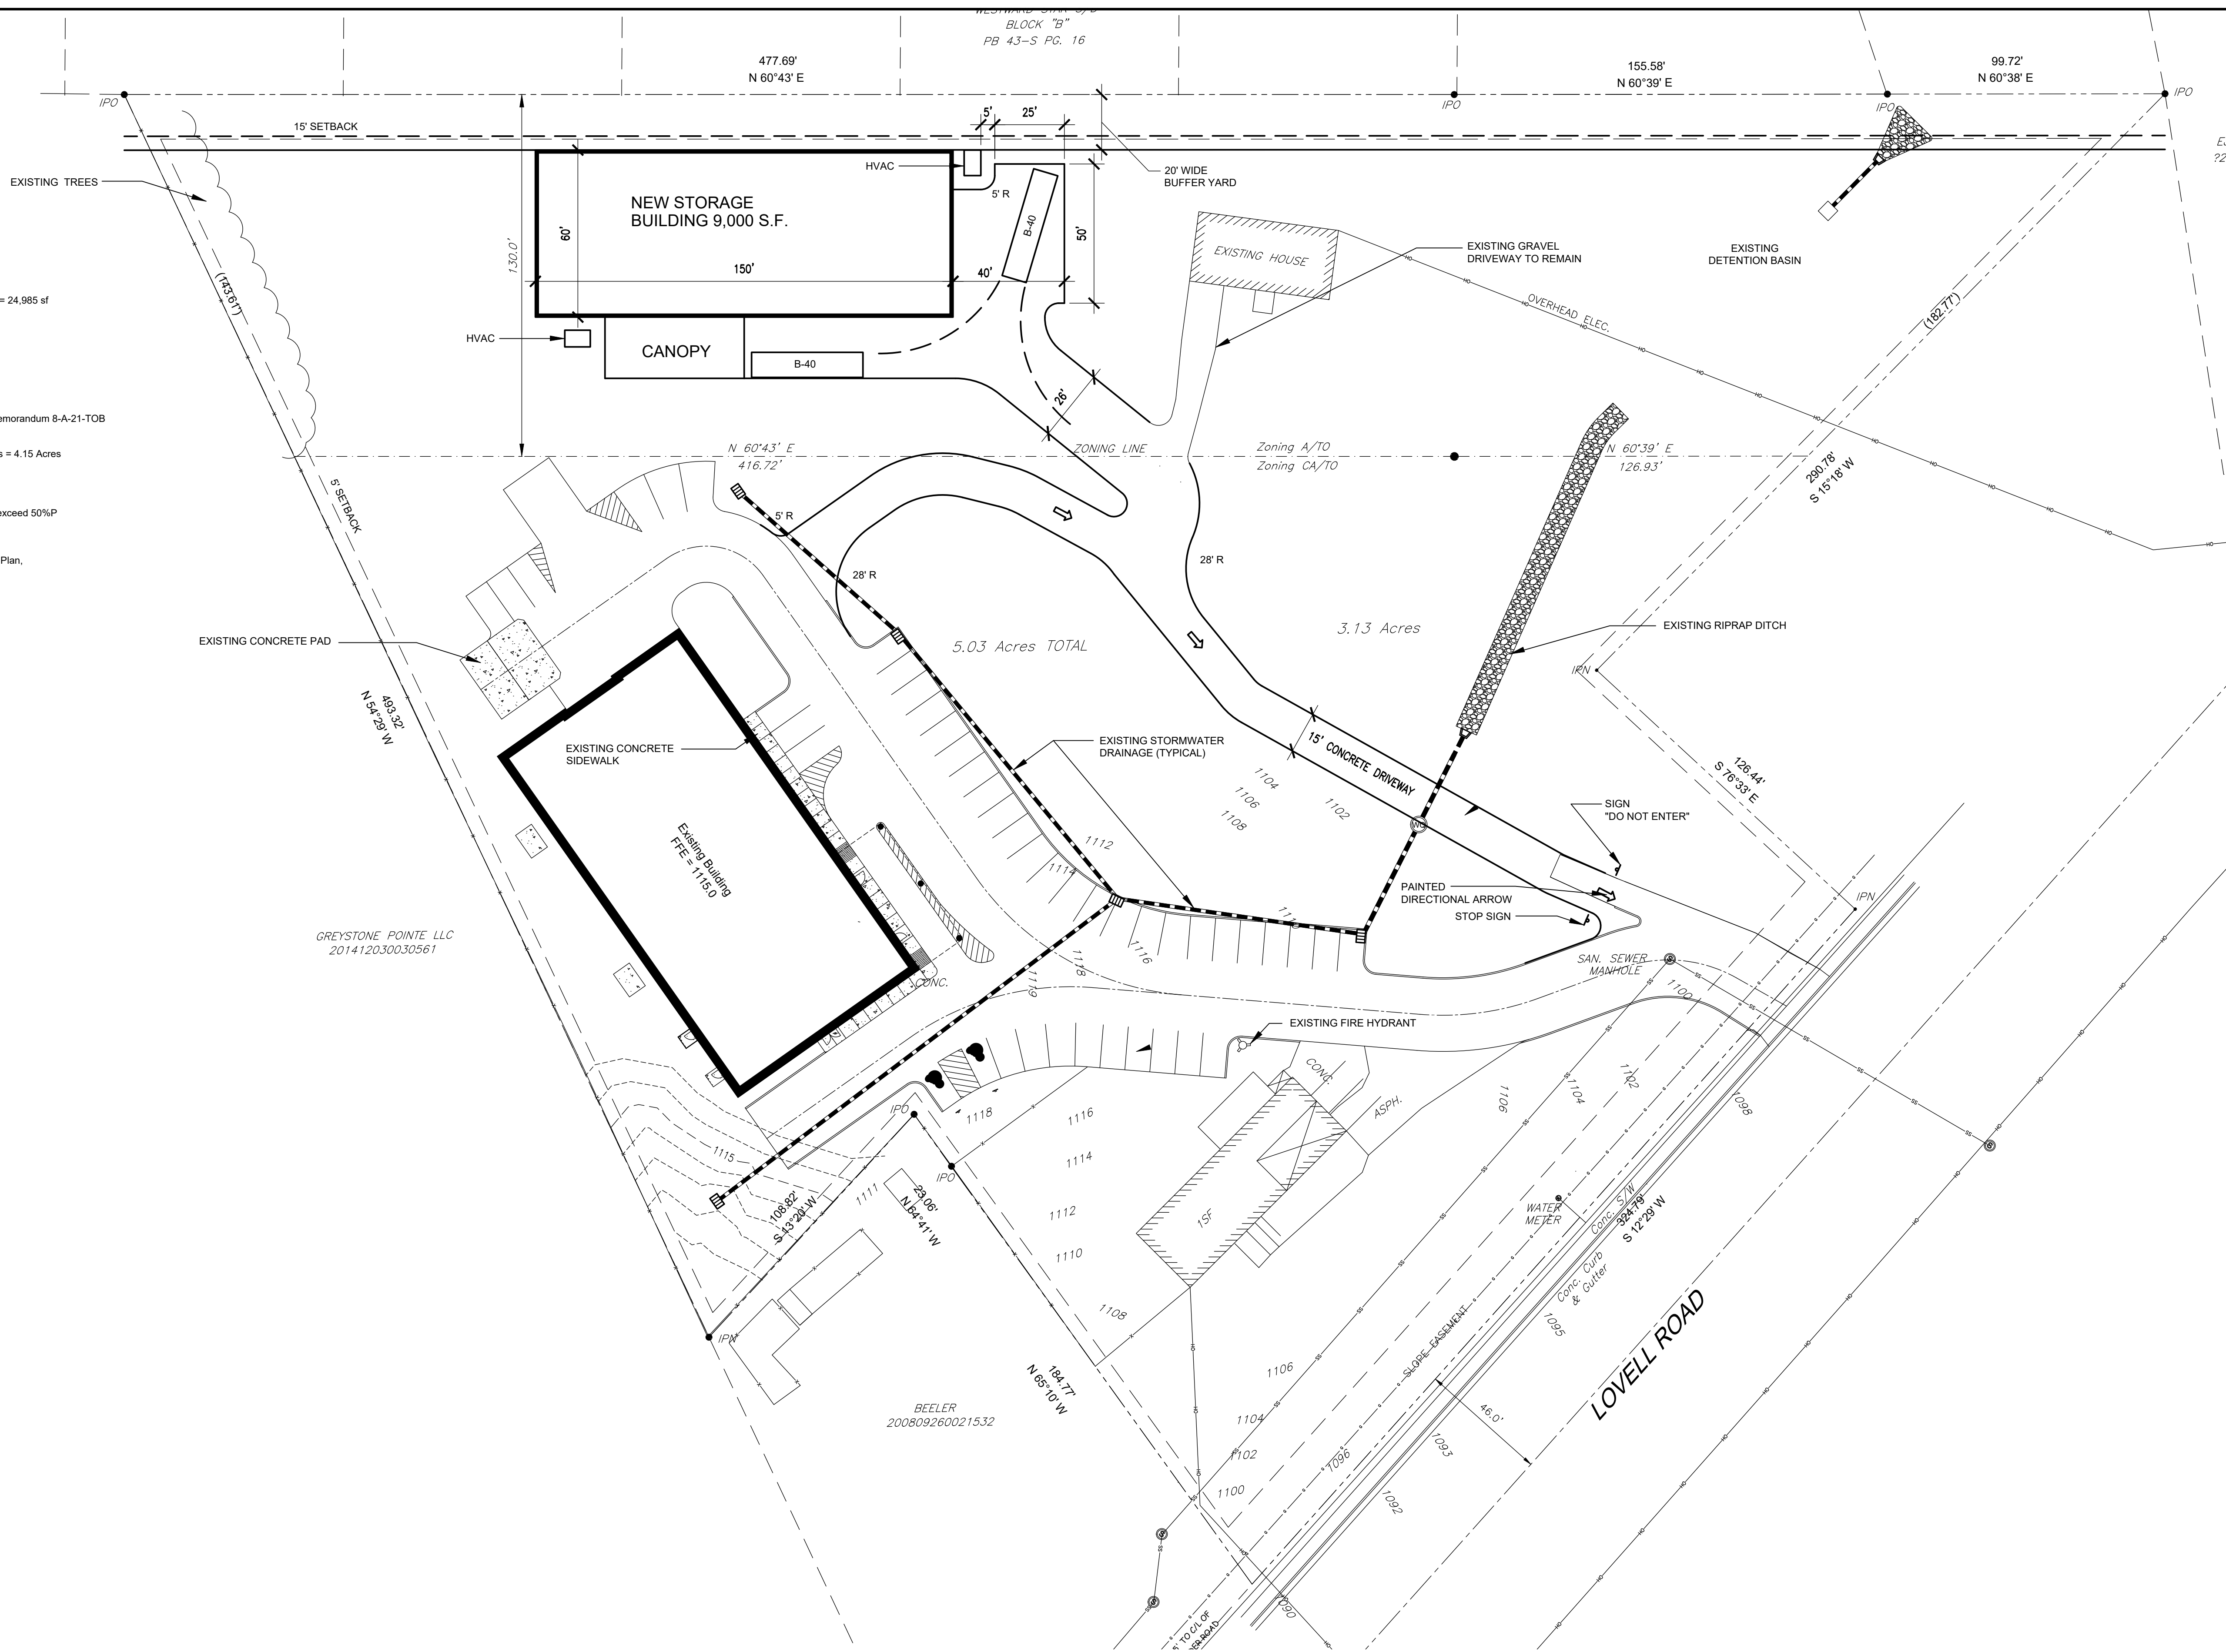 BLOCK "B"
PB 43-S PG. 16
477.69'
N 60°43' E
155.58'
N 60°39' E
99.72'
N 60°38' E
IPO
IPO
IPO
IPO
15' SETBACK
5'
25'
HVAC
20' WIDE
BUFFER YARD
EXISTING TREES
NEW STORAGE
BUILDING 9,000 S.F.
5' R
B-40
60'
50'
130.0'
150'
40'
EXISTING HOUSE
EXISTING GRAVEL
DRIVEWAY TO REMAIN
EXISTING
DETENTION BASIN
(143.61')
= 24,985 sf
OVERHEAD ELEC.
(182.77')
HVAC
CANOPY
B-40
26'
emorandum 8-A-21-TOB
s = 4.15 Acres
N 60°43' E
416.72'
ZONING LINE
Zoning A/TO
Zoning CA/TO
N 60°39' E
126.93'
290.78'
S 15°18' W
5' SETBACK
exceed 50%P
5' R
Plan,
28' R
28' R
EXISTING CONCRETE PAD
5.03 Acres TOTAL
3.13 Acres
EXISTING RIPRAP DITCH
IPN
493.32'
N 54°29' W
EXISTING CONCRETE
SIDEWALK
EXISTING STORMWATER
DRAINAGE (TYPICAL)
15' CONCRETE DRIVEWAY
126.44'
S 76°33' E
1104
1106
1108
1102
SIGN
"DO NOT ENTER"
WQ
1112
1114
Existing Building
FFE = 1115.0
PAINTED
DIRECTIONAL ARROW
STOP SIGN
IPN
1116
1118
1119
GREYSTONE POINTE LLC
201412030030561
CONC.
SAN. SEWER
MANHOLE
1100
EXISTING FIRE HYDRANT
CONC.
ASPH.
1106
1104
1102
1098
IPO
1118
1116
1115
1114
IPO
1111
108.82'
S 13°20' W
23.06'
N 64°41' W
1112
1SF
WATER
METER
Conc. S/W
324.79'
S 12°29' W
1110
Conc. Curb
& Gutter
1108
IPN
SLOPE EASEMENT
1095
LOVELL ROAD
1106
184.77'
N 65°10' W
46.0'
BEELER
200809260021532
1104
1093
1102
1096
1100
1092
1090
' TO C/L OF